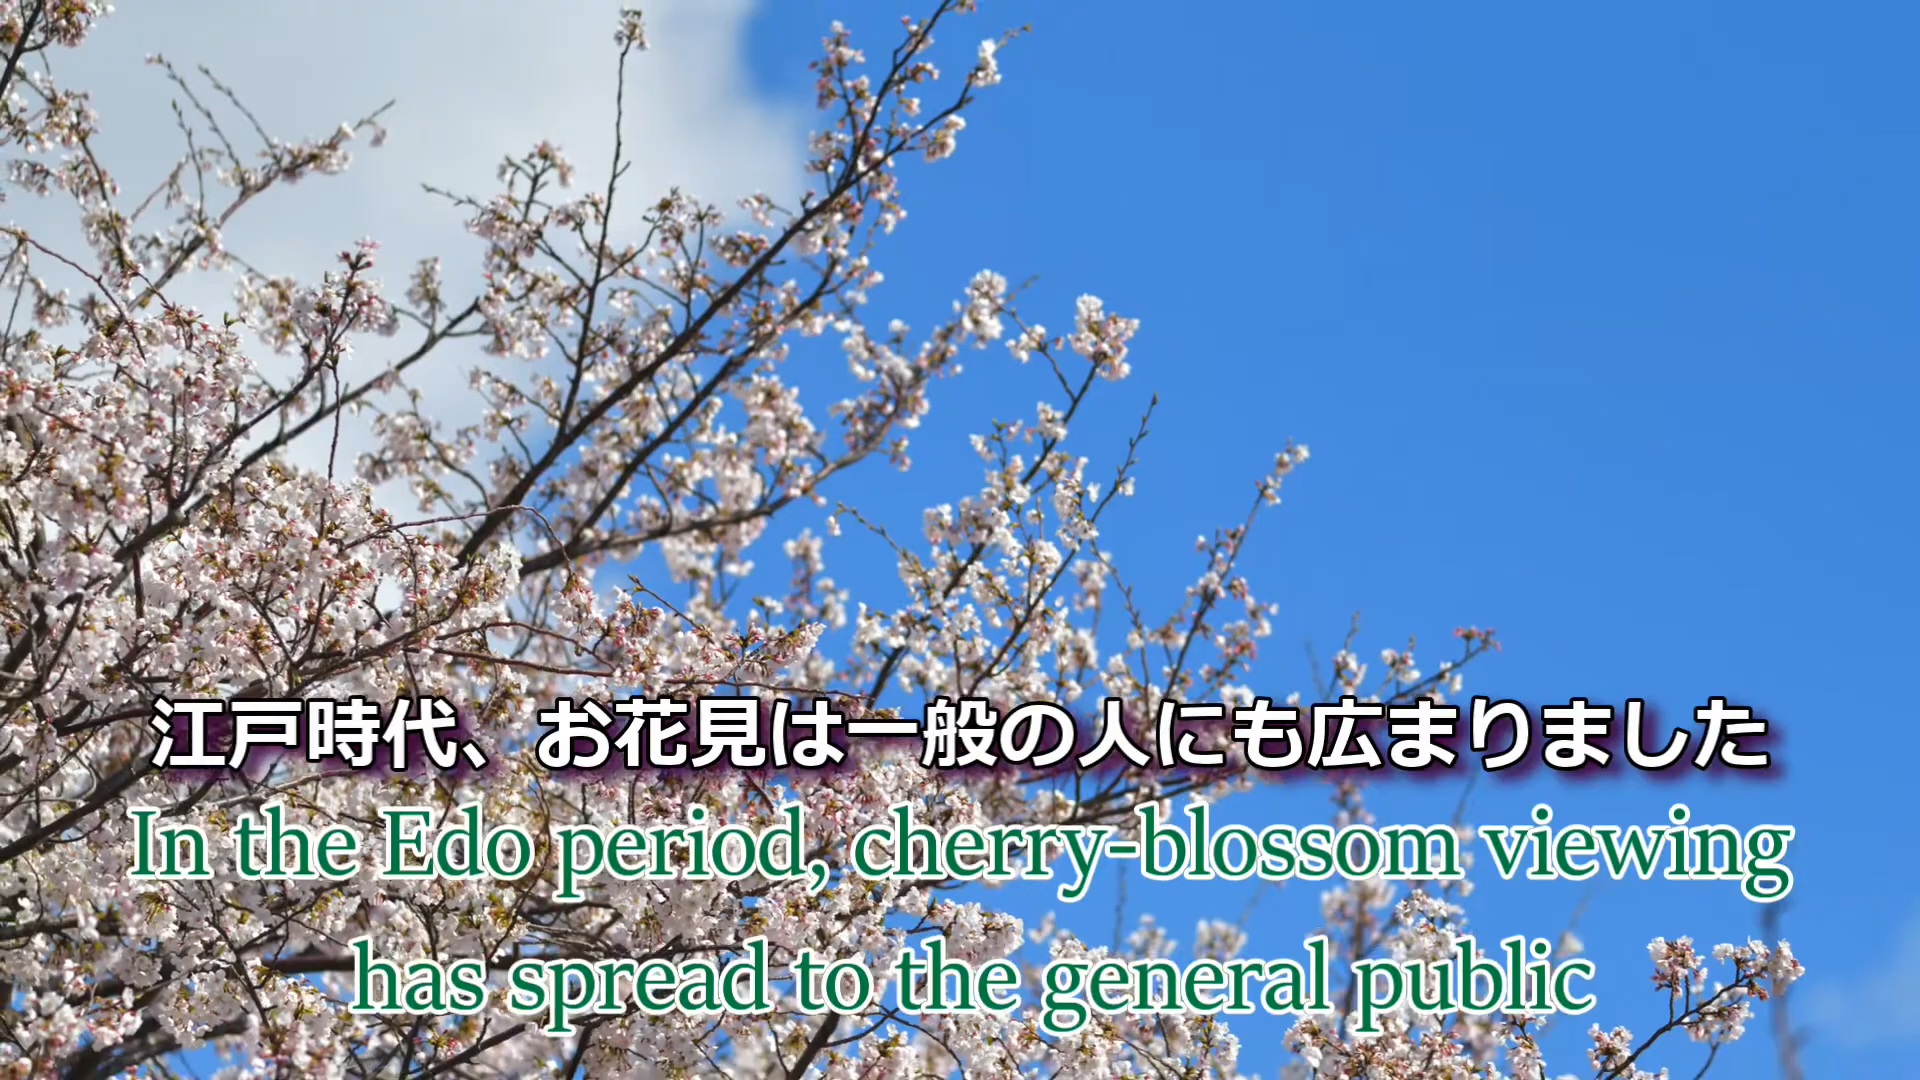 江戸時代、お花見は一般の人にも広まりました
In the Edo period, cherry-blossom viewing
has spread to the general public